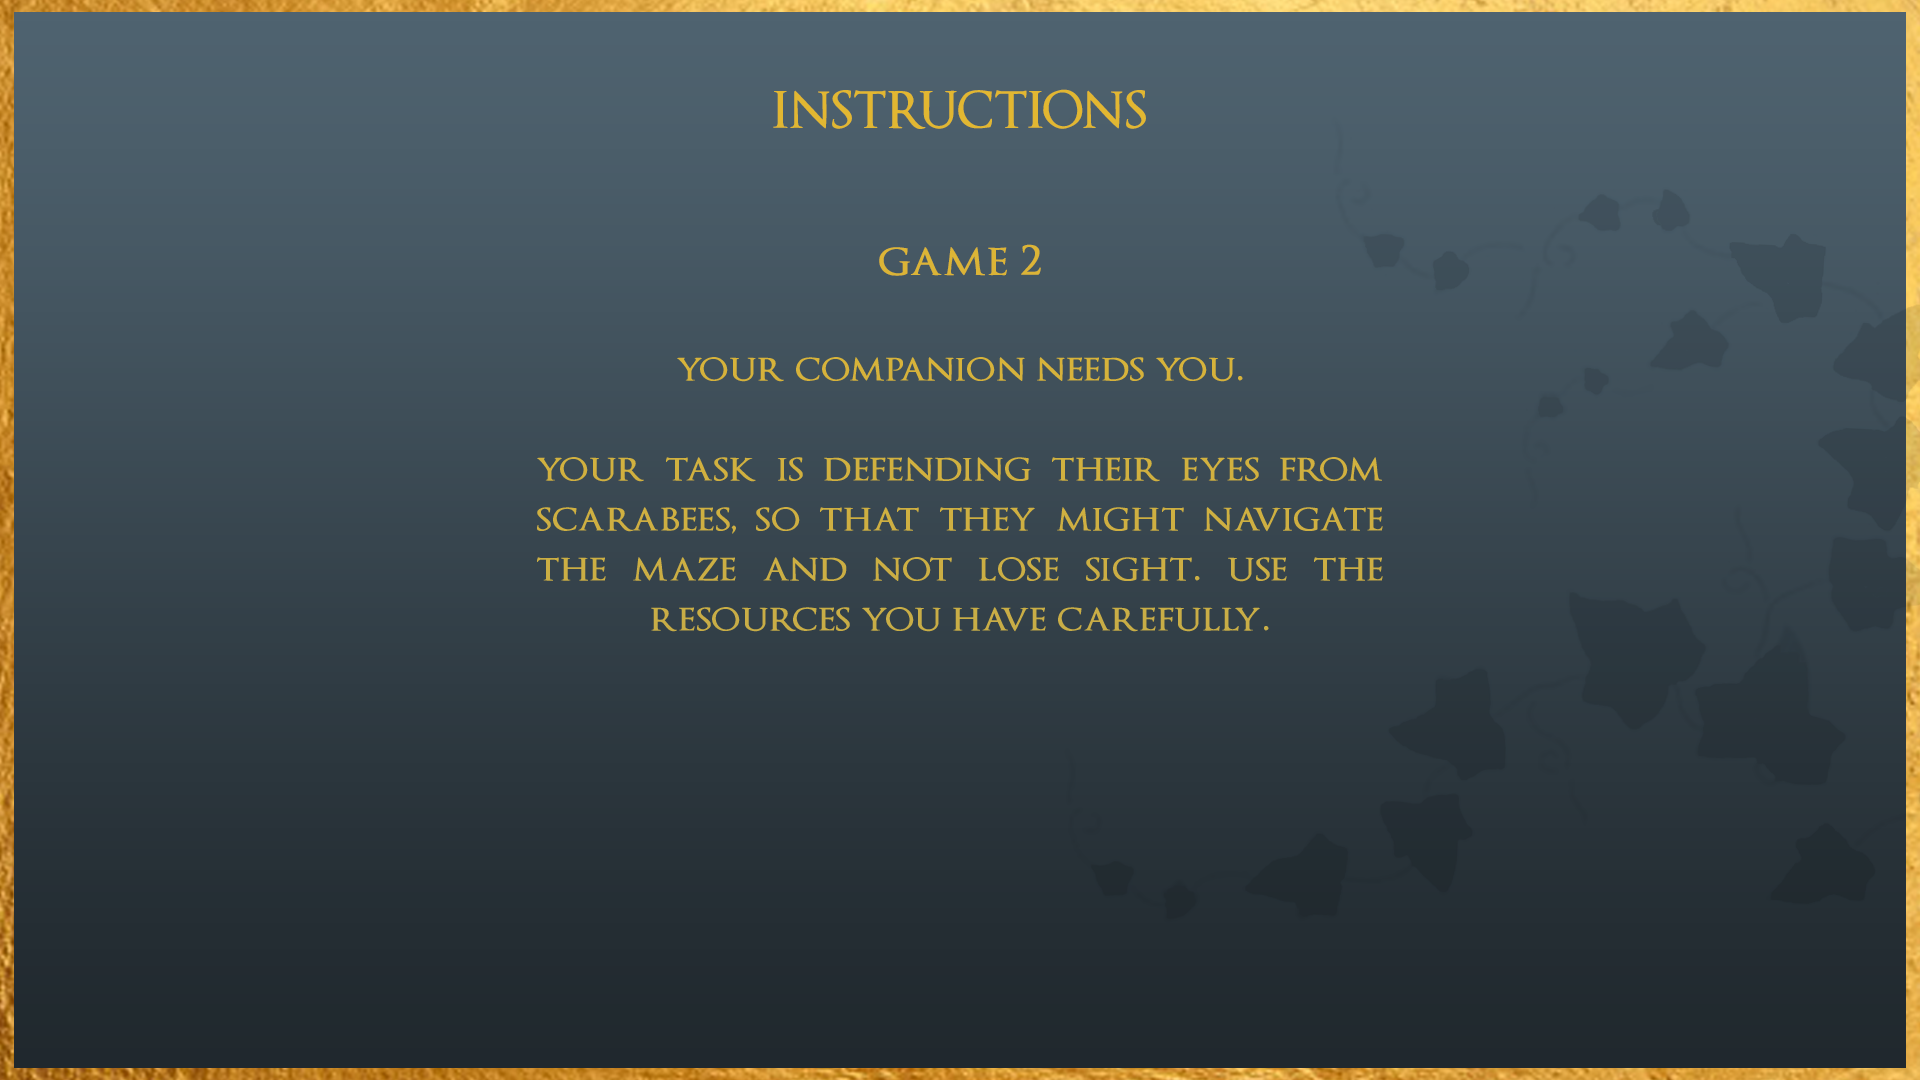 INSTRUCTIONS
GAME 2
YOUR COMPANION NEEDS YOU.
YOUR TASK IS DEFENDING THEIR EYES FROM
SCARABEES, SO THAT THEY MIGHT NAVIGATE
THE MAZE AND NOT LOSE SIGHT. USE THE
RESOURCES YOU HAVE CAREFULLY.